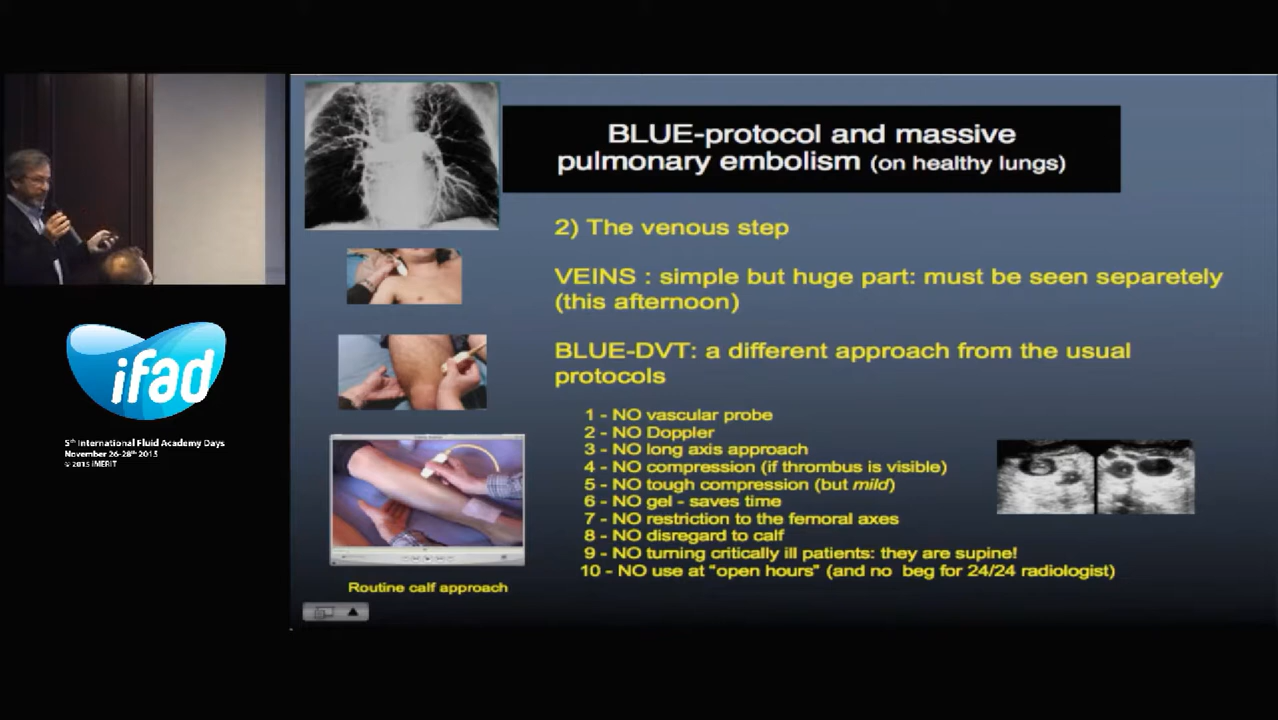 BLUE-protocol and massive
pulmonary embolism (on healthy lungs)
2) The venous step
VEINS : simple but huge part: must be seen separetely
(this afternoon)
BLUE-DVT: a different approach from the usual
protocols
1 - NO vascular probe
2 - NO Doppler
3 - NO long axis approach
4 - NO compression (if thrombus is visible)
5 - NO tough compression (but mild)
6 - NO gel - saves time
7 - NO restriction to the femoral axes
8 - NO disregard to calf
9 - NO turning critically ill patients: they are supine!
10 - NO use at “open hours” (and no beg for 24/24 radiologist)
Routine calf approach
ifad
5th International Fluid Academy Days
November 26-28th 2015
© 2015 iMERIT